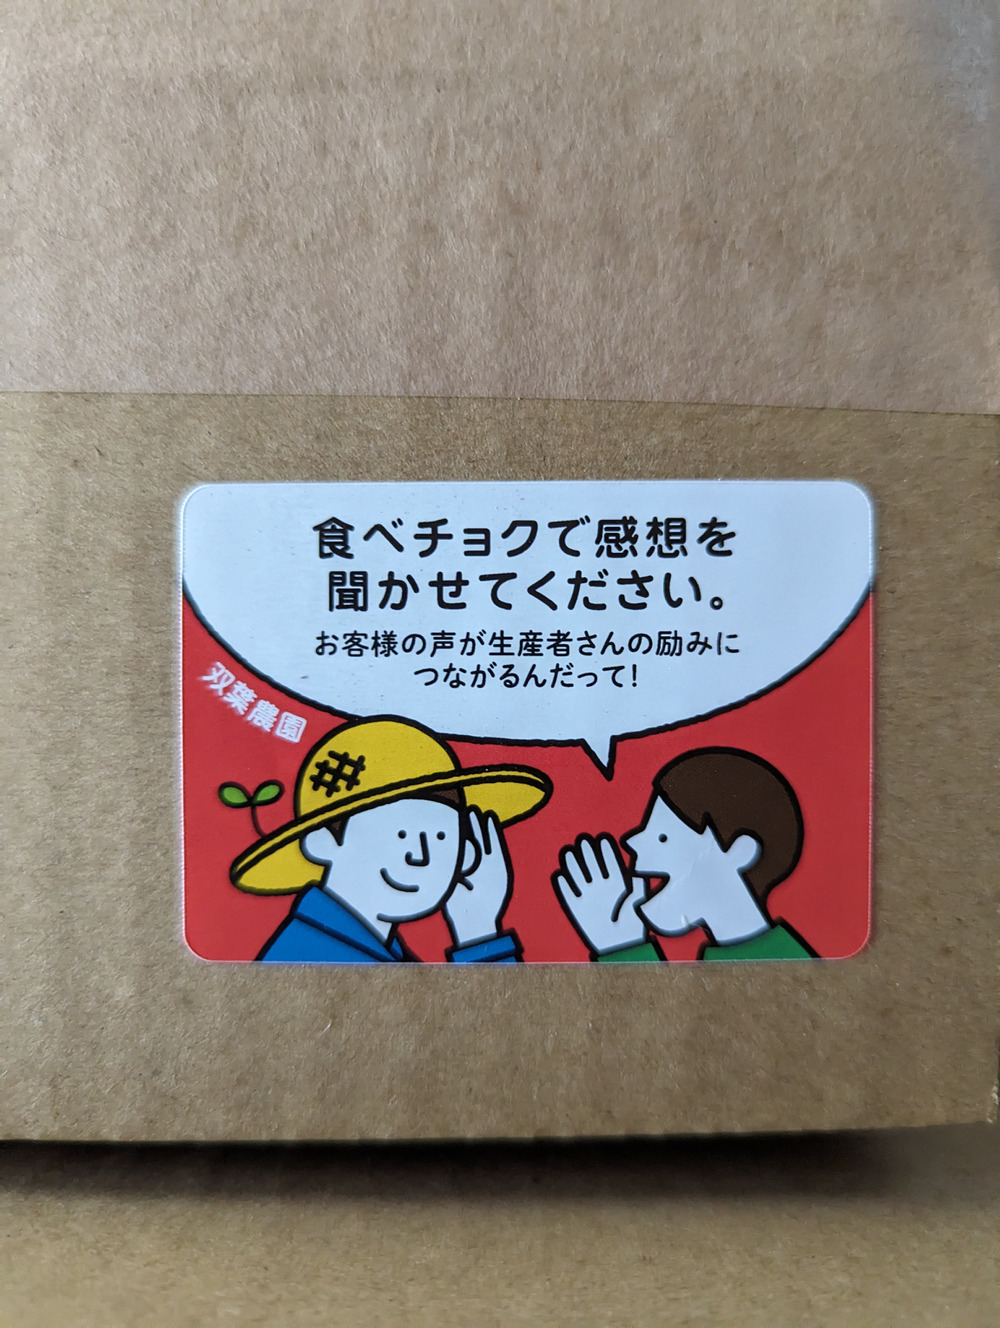 食べチョクで感想を
聞かせてください。
お客様の声が生産者さんの励みに
つながるんだって!
双葉農園